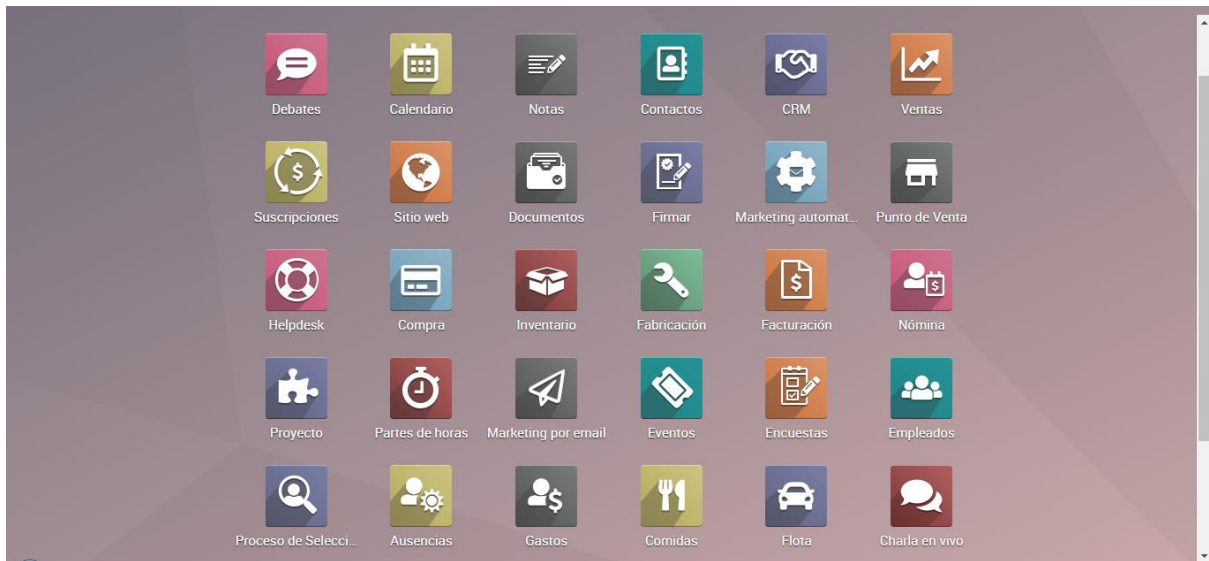 Debates
Calendario
Notas
Contactos
CRM
Ventas
Suscripciones
Sitio web
Documentos
Firmar
Marketing automat...
Punto de Venta
Helpdesk
Compra
Inventario
Fabricación
Facturación
Nómina
Proyecto
Partes de horas
Marketing por email
Eventos
Encuestas
Empleados
Proceso de Selecci...
Ausencias
Gastos
Comidas
Flota
Charla en vivo